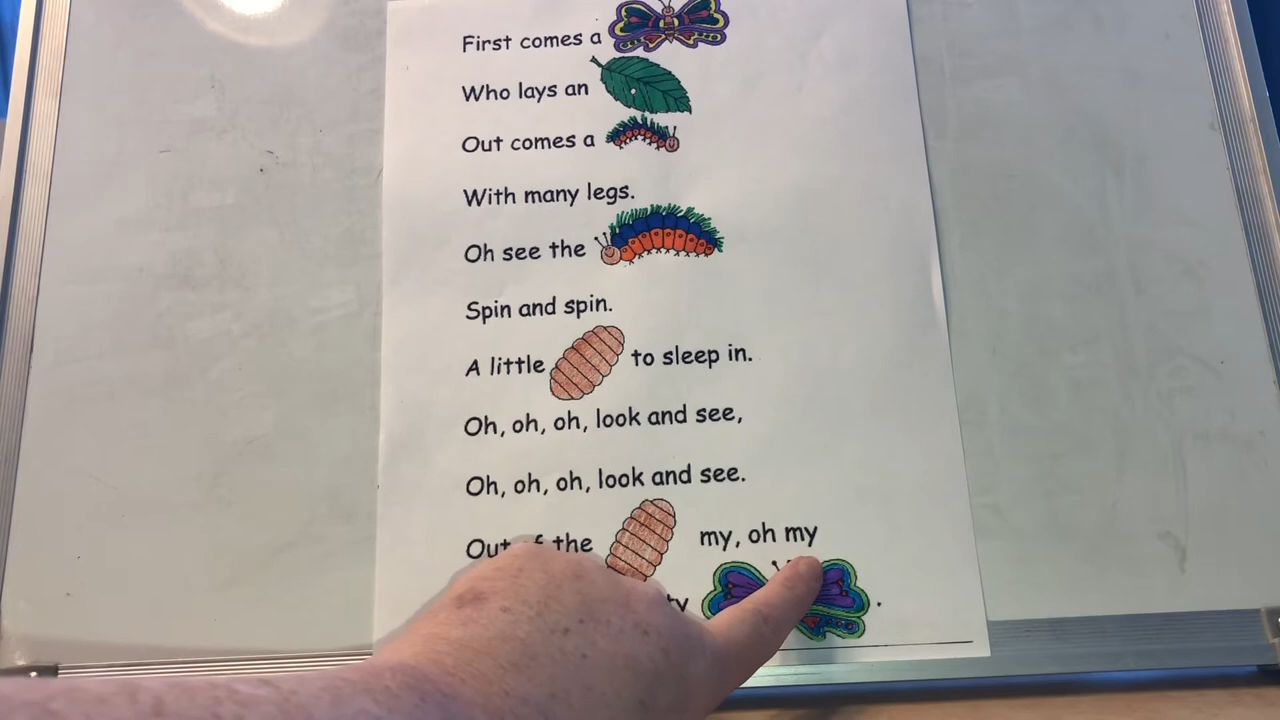 First comes a
Who lays an
Out comes a
With many legs.
Oh see the
Spin and spin.
A little to sleep in.
Oh, oh, oh, look and see,
Oh, oh, oh, look and see.
Out of the my, oh my